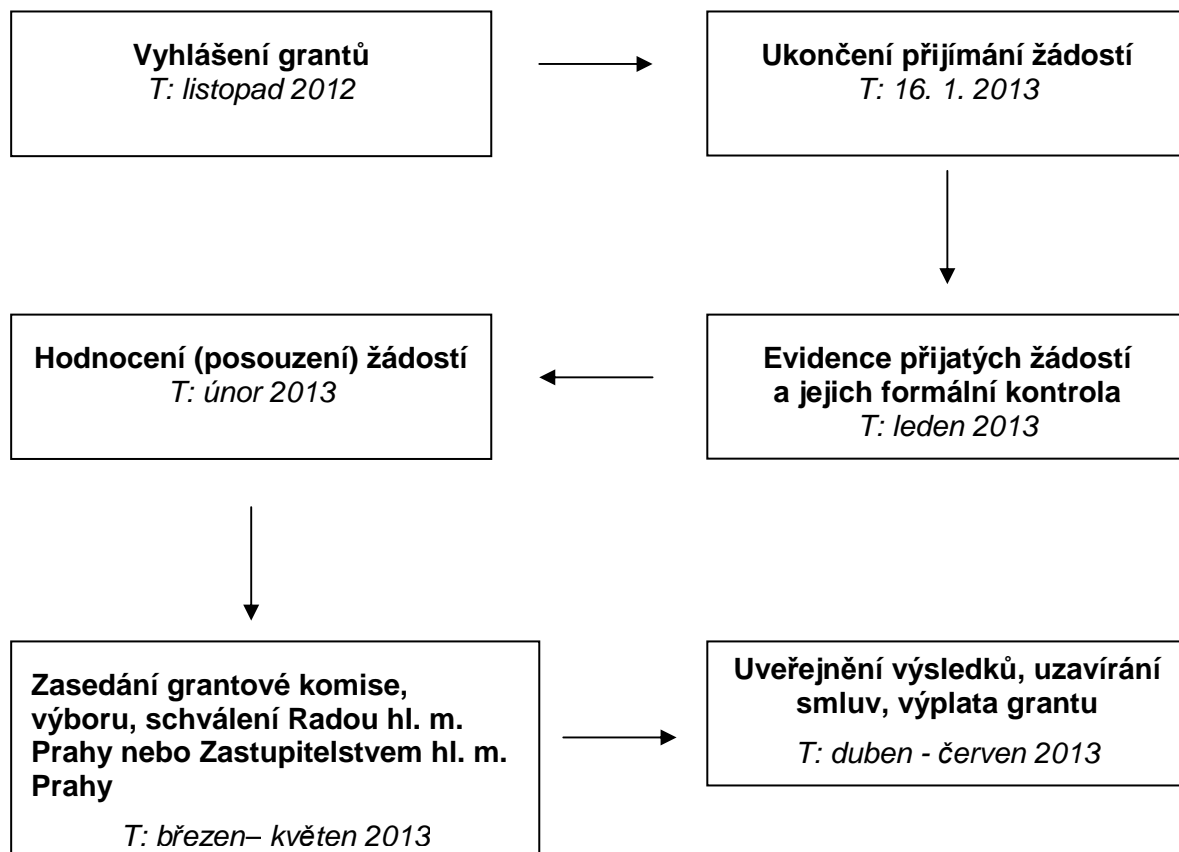 Vyhlášení grantů
T: listopad 2012
Ukončení přijímání žádostí
T: 16. 1. 2013
Evidence přijatých žádostí
a jejich formální kontrola
T: leden 2013
Hodnocení (posouzení) žádostí
T: únor 2013
Zasedání grantové komise,
výboru, schválení Radou hl. m.
Prahy nebo Zastupitelstvem hl. m.
Prahy
T: březen– květen 2013
Uveřejnění výsledků, uzavírání
smluv, výplata grantu
T: duben - červen 2013